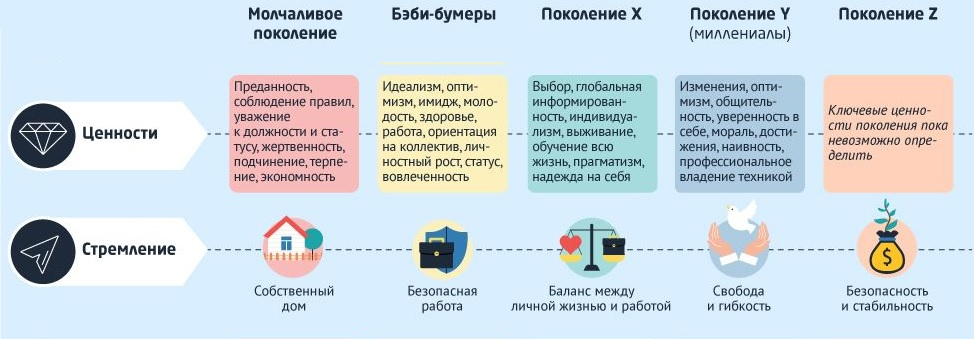 Молчаливое
поколение
Бэби-бумеры
Поколение X
Поколение Y
(миллениалы)
Поколение Z
Ценности
Преданность,
соблюдение правил,
уважение
к должности и ста-
тусу, жертвенность,
подчинение, терпе-
ние, экономность
Идеализм, опти-
мизм, имидж, моло-
дость, здоровье,
работа, ориентация
на коллектив, лич-
ностный рост, статус,
вовлеченность
Выбор, глобальная
информирован-
ность, индивидуа-
лизм, выживание,
обучение всю
жизнь, прагматизм,
надежда на себя
Изменения, опти-
мизм, общитель-
ность, уверенность в
себе, мораль, дости-
жения, наивность,
профессиональное
владение техникой
Ключевые ценно-
сти поколения пока
невозможно опре-
делить
Стремление
Собственный
дом
Безопасная
работа
Баланс между
личной жизнью и работой
Свобода
и гибкость
$
Безопасность
и стабильность